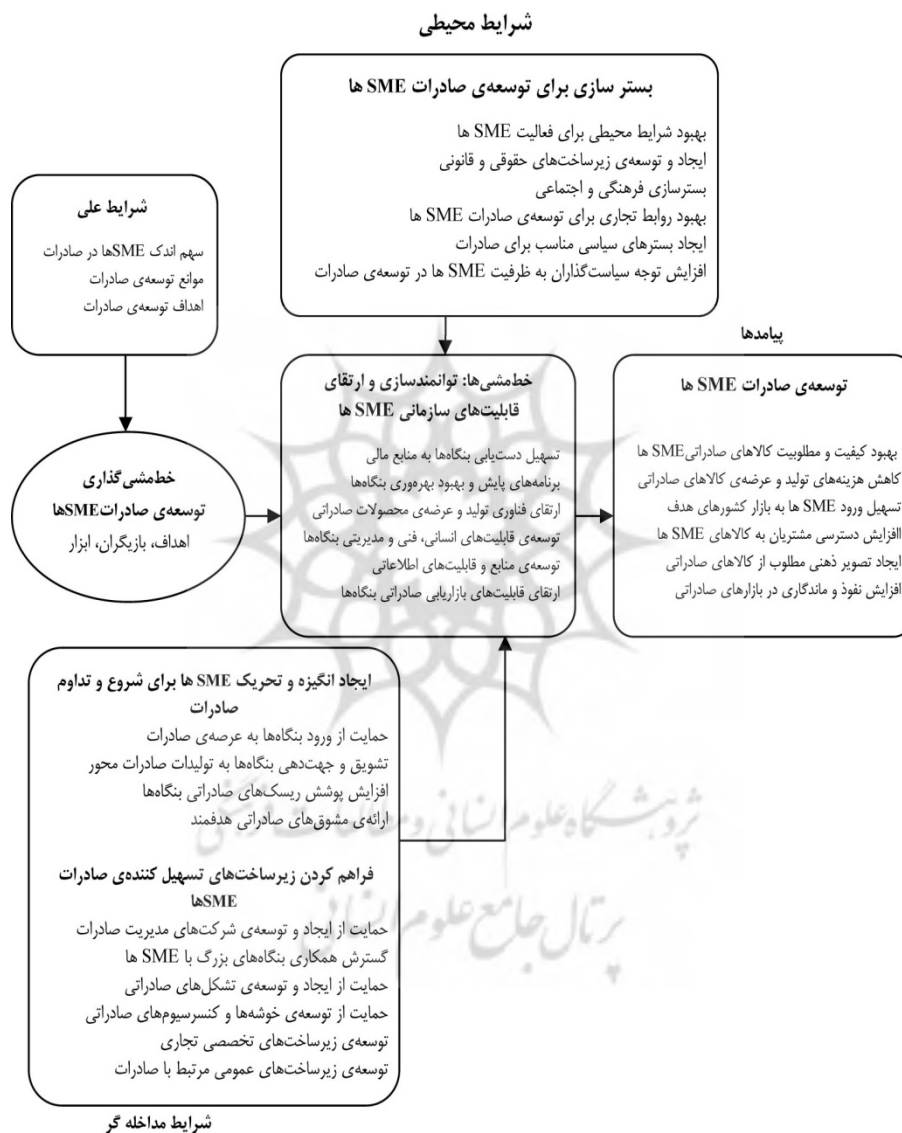 شرایط محیطی
بستر سازی برای توسعه‌ی صادرات SME ها
بهبود شرایط محیطی برای فعالیت SME ها
ایجاد و توسعه‌ی زیرساخت‌های حقوقی و قانونی
بسترسازی فرهنگی و اجتماعی
بهبود روابط تجاری برای توسعه‌ی صادرات SME ها
ایجاد بسترهای سیاسی مناسب برای صادرات
افزایش توجه سیاست‌گذاران به ظرفیت SME ها در توسعه‌ی صادرات
شرایط علی
سهم اندک SMEها در صادرات
موانع توسعه‌ی صادرات
اهداف توسعه‌ی صادرات
خط‌مشی‌گذاری
توسعه‌ی صادراتSMEها
اهداف، بازیگران، ابزار
خط‌مشی‌ها: توانمندسازی و ارتقای
قابلیت‌های سازمانی SME ها
تسهیل دست‌یابی بنگاه‌ها به منابع مالی
برنامه‌های پایش و بهبود بهره‌وری بنگاه‌ها
ارتقای فناوری تولید و عرضه‌ی محصولات صادراتی
توسعه‌ی قابلیت‌های انسانی، فنی و مدیریتی بنگاه‌ها
توسعه‌ی منابع و قابلیت‌های اطلاعاتی
ارتقای قابلیت‌های بازاریابی صادراتی بنگاه‌ها
پیامدها
توسعه‌ی صادرات SME ها
بهبود کیفیت و مطلوبیت کالاهای صادراتیSME ها
کاهش هزینه‌های تولید و عرضه‌ی کالاهای صادراتی
تسهیل ورود SME ها به بازار کشورهای هدف
اافزایش دسترسی مشتریان به کالاهای SME ها
ایجاد تصویر ذهنی مطلوب از کالاهای صادراتی
افزایش نفوذ و ماندگاری در بازارهای صادراتی
ایجاد انگیزه و تحریک SME ها برای شروع و تداوم
صادرات
حمایت از ورود بنگاه‌ها به عرصه‌ی صادرات
تشویق و جهت‌دهی بنگاه‌ها به تولیدات صادرات محور
افزایش پوشش ریسک‌های صادراتی بنگاه‌ها
ارائه‌ی مشوق‌های صادراتی هدفمند
فراهم کردن زیرساخت‌های تسهیل کننده‌ی صادرات
SMEها
حمایت از ایجاد و توسعه‌ی شرکت‌های مدیریت صادرات
گسترش همکاری بنگاه‌های بزرگ با SME ها
حمایت از ایجاد و توسعه‌ی تشکل‌های صادراتی
حمایت از توسعه‌ی خوشه‌ها و کنسرسیوم‌های صادراتی
توسعه‌ی زیرساخت‌های تخصصی تجاری
توسعه‌ی زیرساخت‌های عمومی مرتبط با صادرات
شرایط مداخله گر
پژوهشگاه علوم انسانی و مطالعات فرهنگی
پرتال جامع علوم انسانی